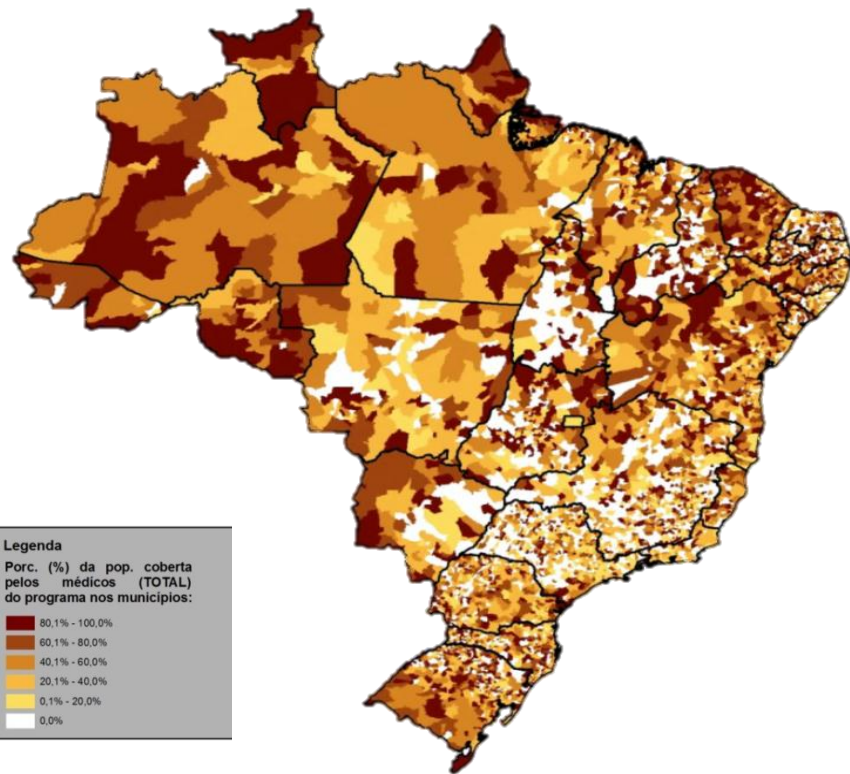 Legenda
Porc. (%) da pop. coberta
pelos médicos (TOTAL)
do programa nos municípios:
80,1% - 100,0%
60,1% - 80,0%
40,1% - 60,0%
20,1% - 40,0%
0,1% - 20,0%
0,0%